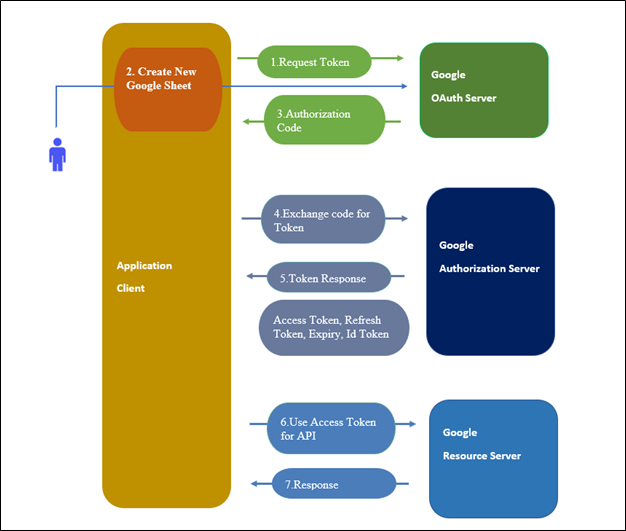 1.Request Token
2. Create New
Google Sheet
Google
OAuth Server
3.Authorization
Code
4.Exchange code for
Token
Google
Authorization Server
Application
Client
5.Token Response
Access Token, Refresh
Token, Expiry, Id Token
6.Use Access Token
for API
Google
Resource Server
7.Response